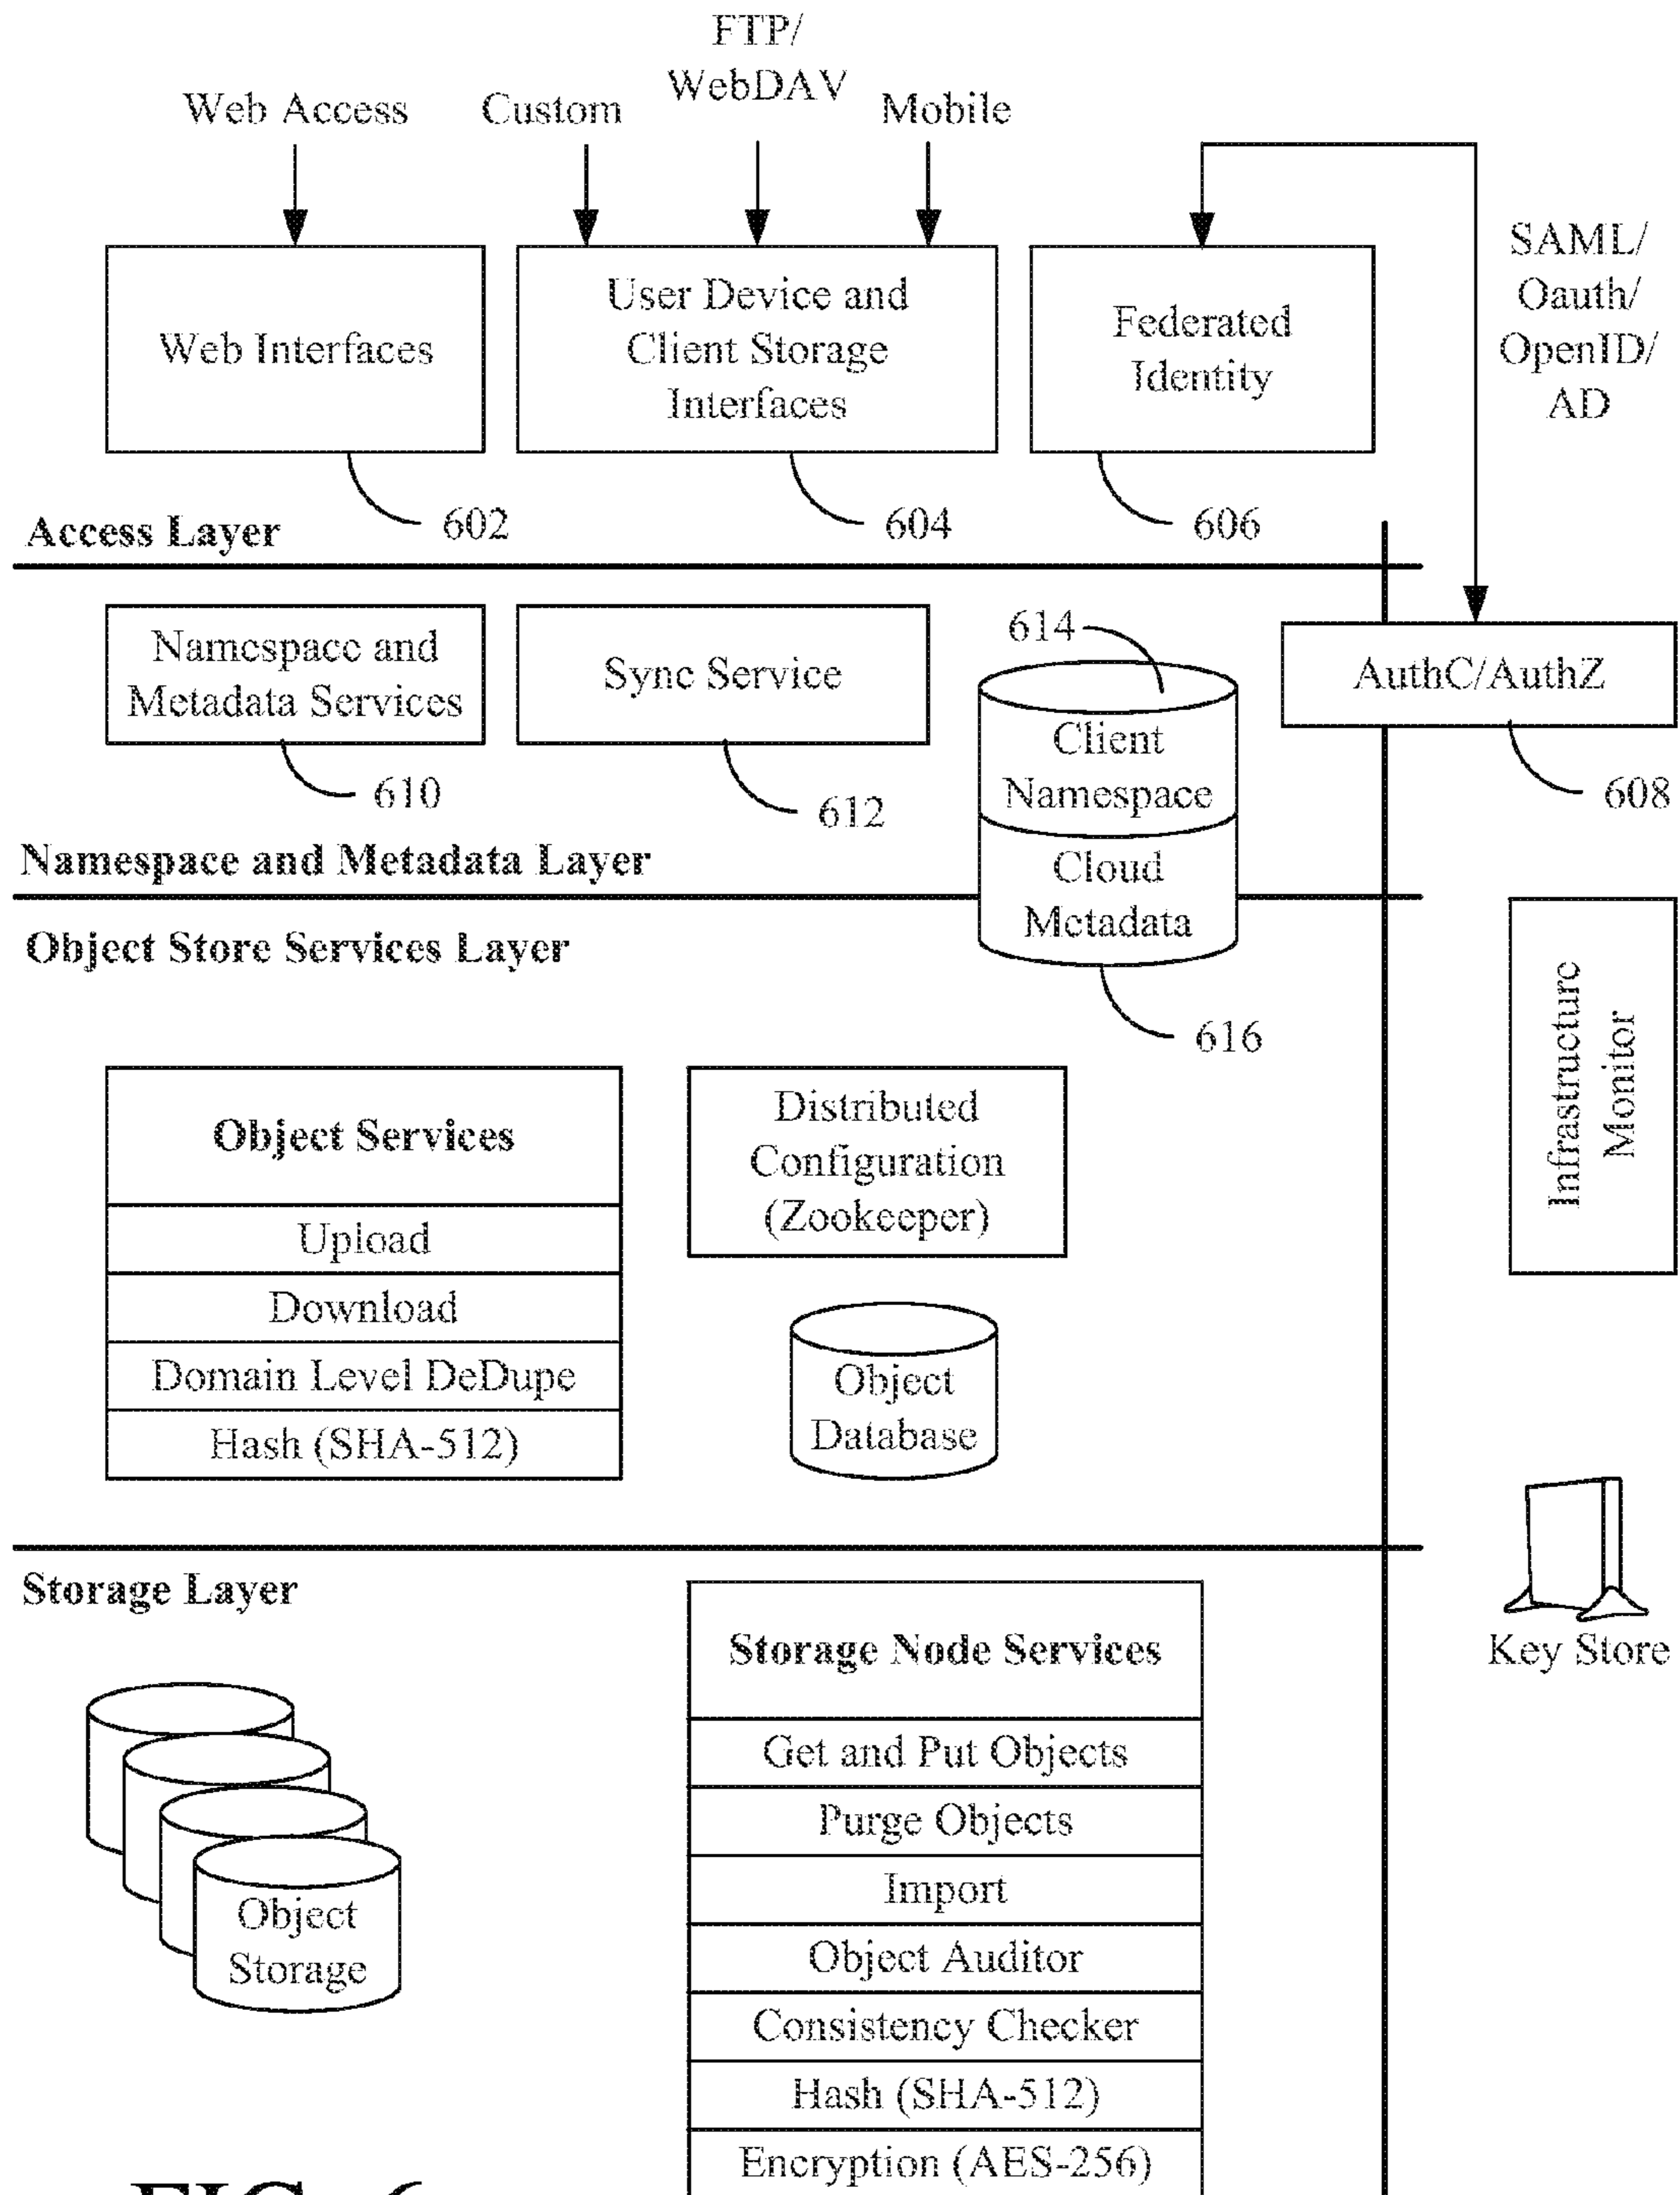 FTP/
WebDAV
Web Access
Custom
Mobile
SAML/
Oauth/
OpenID/
AD
Web Interfaces
User Device and
Client Storage
Interfaces
Federated
Identity
602
604
606
Access Layer
Namespace and
Metadata Services
Sync Service
614
Client
Namespace
AuthC/AuthZ
610
612
608
Namespace and Metadata Layer
Cloud
Metadata
Object Store Services Layer
616
Infrastructure
Monitor
Object Services
Upload
Download
Domain Level DeDupe
Hash (SHA-512)
Distributed
Configuration
(Zookeeper)
Object
Database
Key Store
Storage Layer
Object
Storage
Storage Node Services
Get and Put Objects
Purge Objects
Import
Object Auditor
Consistency Checker
Hash (SHA-512)
Encryption (AES-256)
FIG. 6